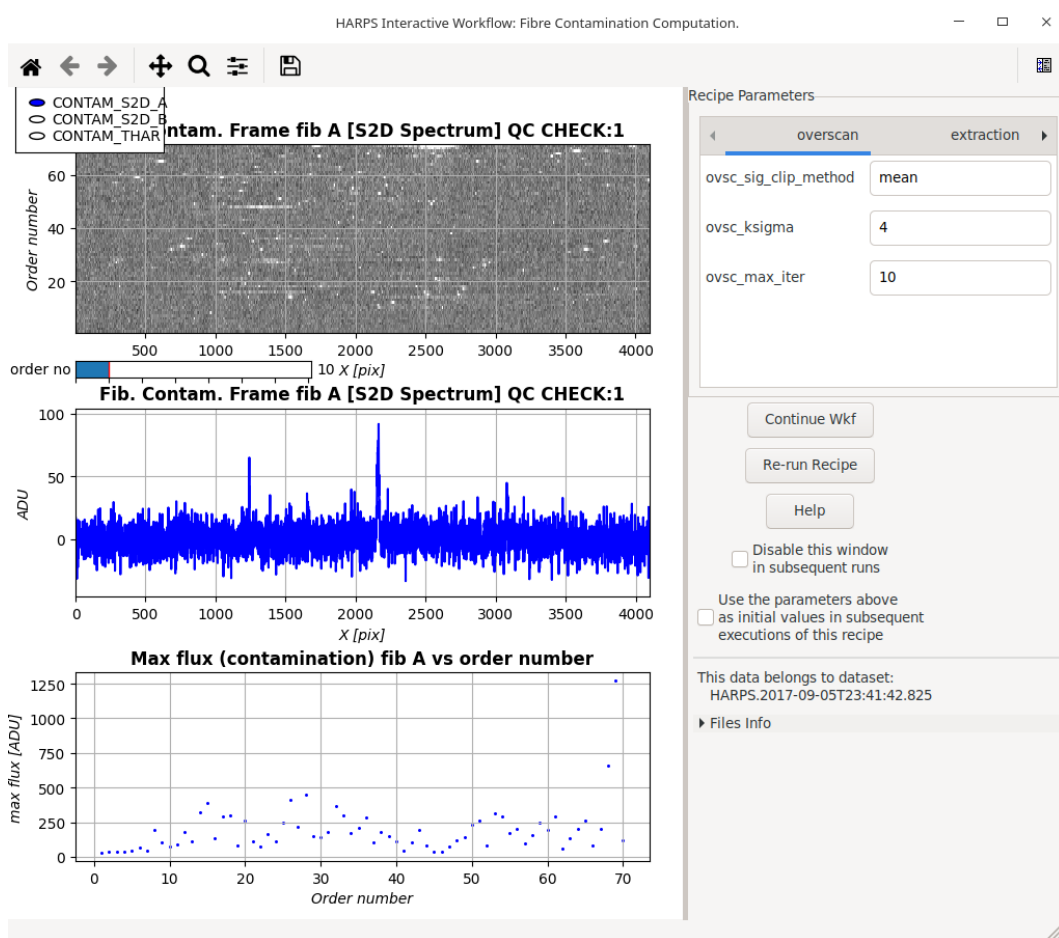 HARPS Interactive Workflow: Fibre Contamination Computation.
CONTAM_S2D_A
CONTAM_S2D_B
CONTAM_THAR
ontam. Frame fib A [S2D Spectrum] QC CHECK:1
Order number
60
40
20
500 1000 1500 2000 2500 3000 3500 4000
order no 10 X [pix]
Fib. Contam. Frame fib A [S2D Spectrum] QC CHECK:1
ADU
100
50
0
0 500 1000 1500 2000 2500 3000 3500 4000
X [pix]
Max flux (contamination) fib A vs order number
max flux [ADU]
1250
1000
750
500
250
0
0 10 20 30 40 50 60 70
Order number
Recipe Parameters
overscan extraction
ovsc_sig_clip_method mean
ovsc_ksigma 4
ovsc_max_iter 10
Continue Wkf
Re-run Recipe
Help
Disable this window
in subsequent runs
Use the parameters above
as initial values in subsequent
executions of this recipe
This data belongs to dataset:
HARPS.2017-09-05T23:41:42.825
Files Info